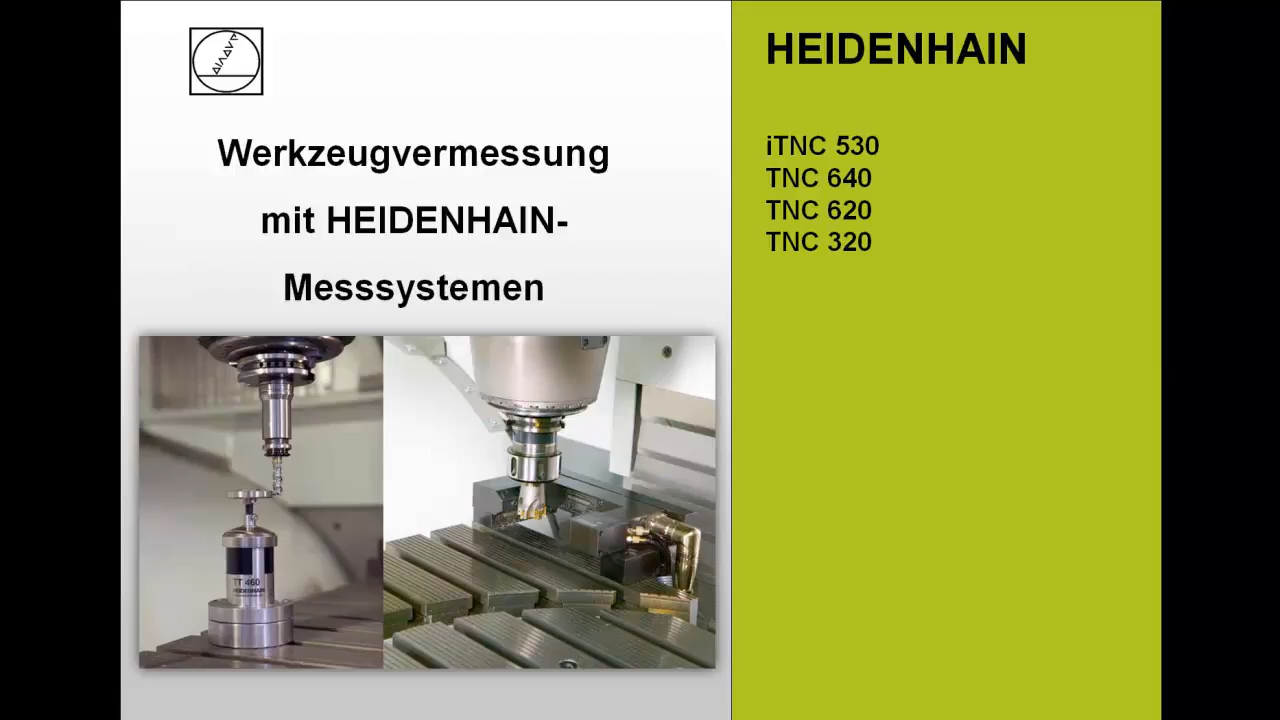 Werkzeugvermessung
mit HEIDENHAIN-
Messsystemen
TT 460
HEIDENHAIN
HEIDENHAIN
iTNC 530
TNC 640
TNC 620
TNC 320